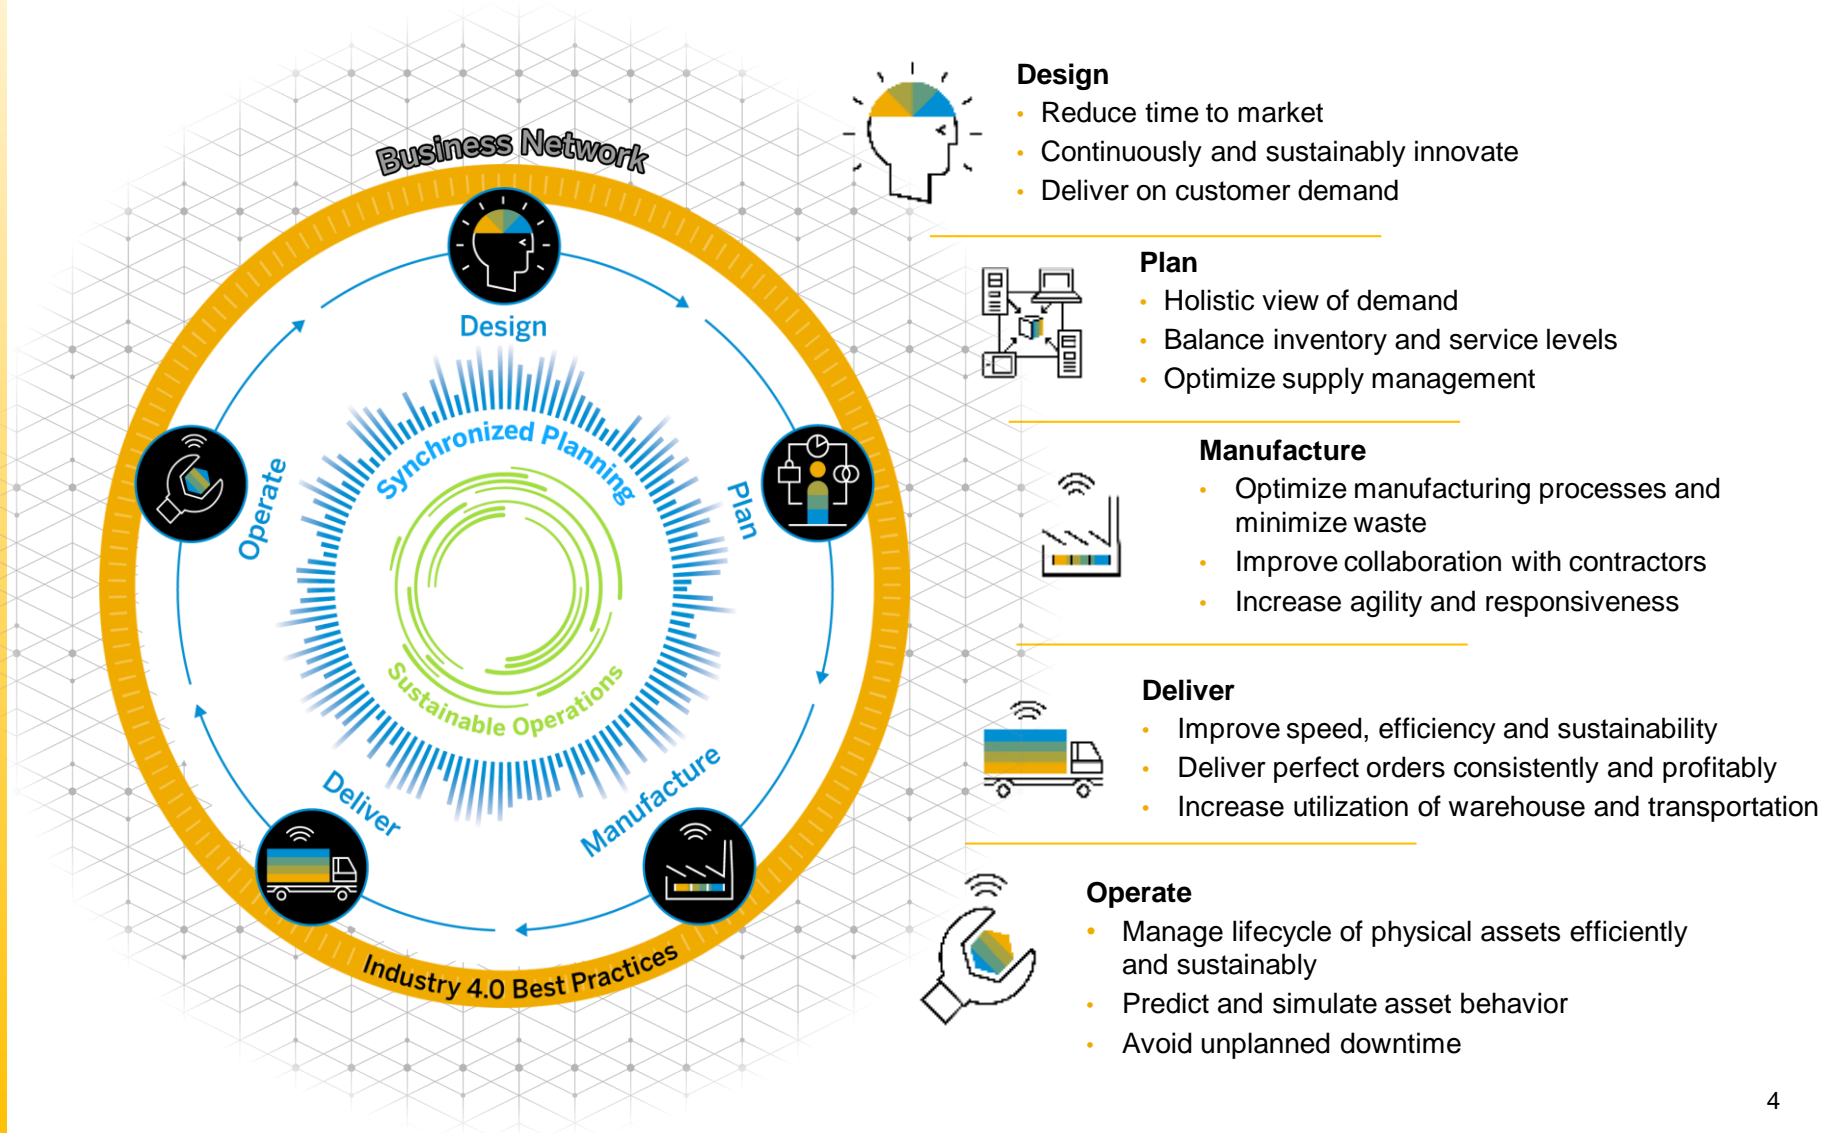 Business Network
Design
Synchronized Planning
Plan
Operate
Sustainable Operations
Deliver
Manufacture
Industry 4.0 Best Practices
Design
• Reduce time to market
• Continuously and sustainably innovate
• Deliver on customer demand
Plan
• Holistic view of demand
• Balance inventory and service levels
• Optimize supply management
Manufacture
• Optimize manufacturing processes and
minimize waste
• Improve collaboration with contractors
• Increase agility and responsiveness
Deliver
• Improve speed, efficiency and sustainability
• Deliver perfect orders consistently and profitably
• Increase utilization of warehouse and transportation
Operate
• Manage lifecycle of physical assets efficiently
and sustainably
• Predict and simulate asset behavior
• Avoid unplanned downtime
4